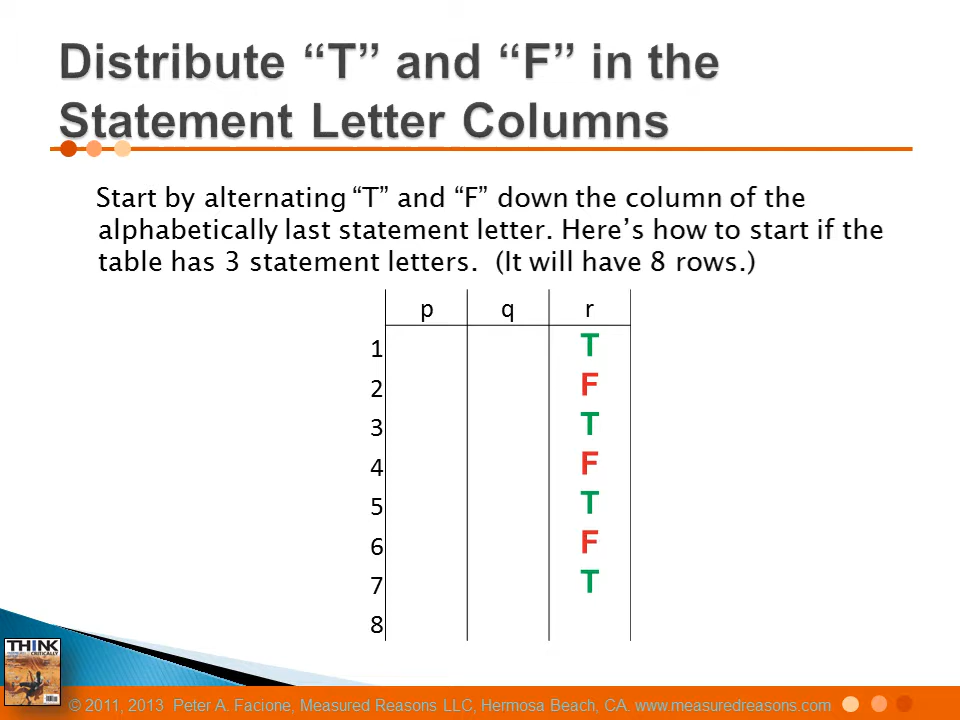 Distribute “T” and “F” in the
Statement Letter Columns
Start by alternating “T” and “F” down the column of the
alphabetically last statement letter. Here’s how to start if the
table has 3 statement letters. (It will have 8 rows.)
p q r
1 T
2 F
3 T
4 F
5 T
6 F
7 T
8
THINK
CRITICALLY
© 2011, 2013 Peter A. Facione, Measured Reasons LLC, Hermosa Beach, CA. www.measuredreasons.com